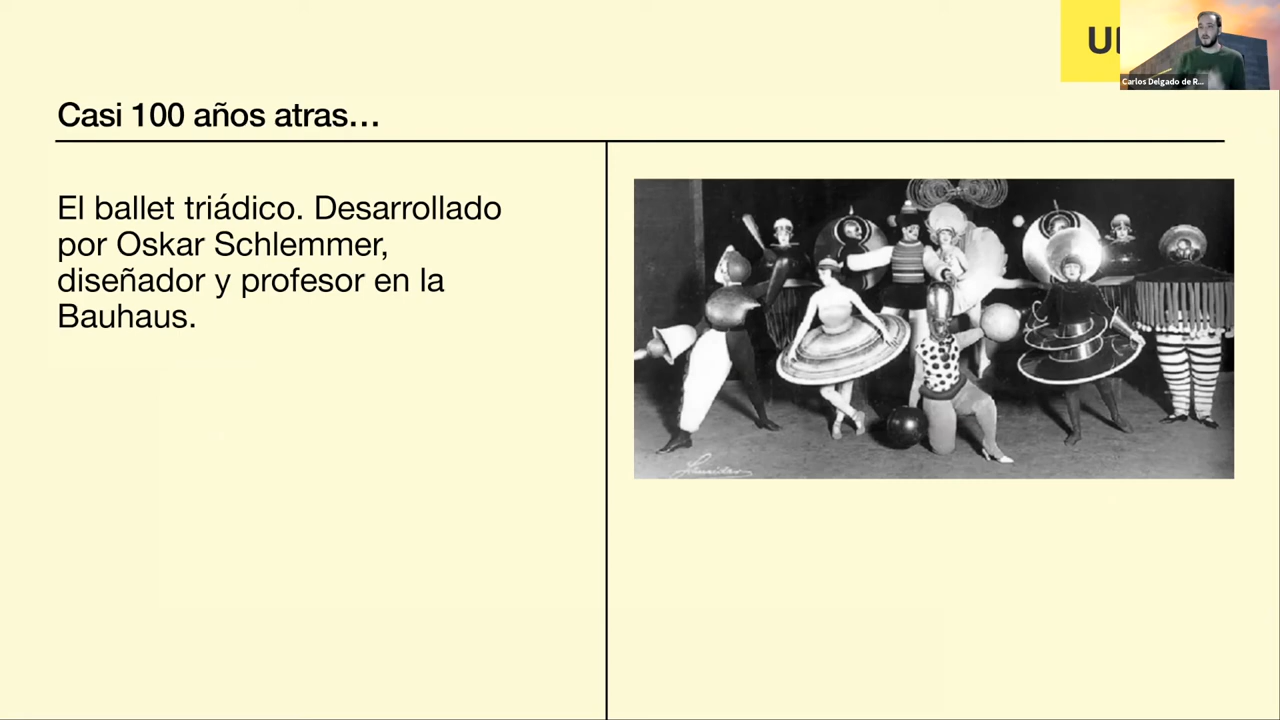 Casi 100 años atras…
El ballet triádico. Desarrollado
por Oskar Schlemmer,
diseñador y profesor en la
Bauhaus.
Carlos Delgado de R...